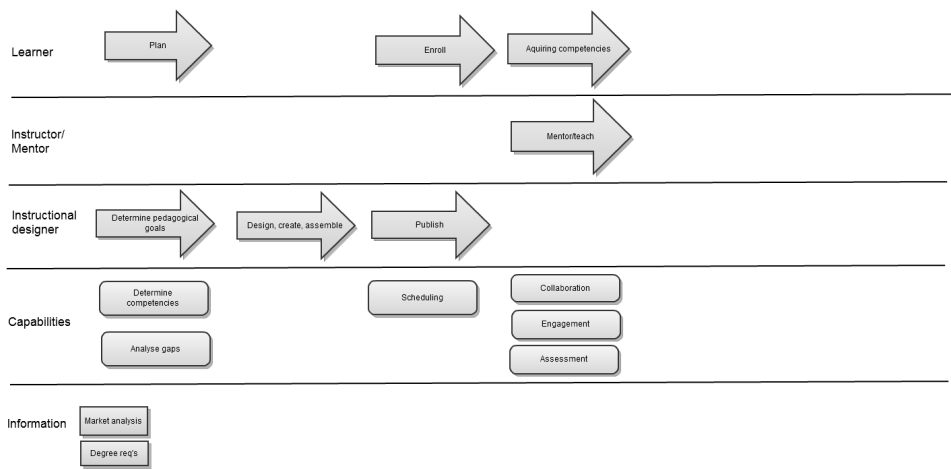 Learner
Plan
Enroll
Aquiring competencies
Instructor/
Mentor
Mentor/teach
Instructional
designer
Determine pedagogical
goals
Design, create, assemble
Publish
Capabilities
Determine
competencies
Analyse gaps
Scheduling
Collaboration
Engagement
Assessment
Information
Market analysis
Degree req's